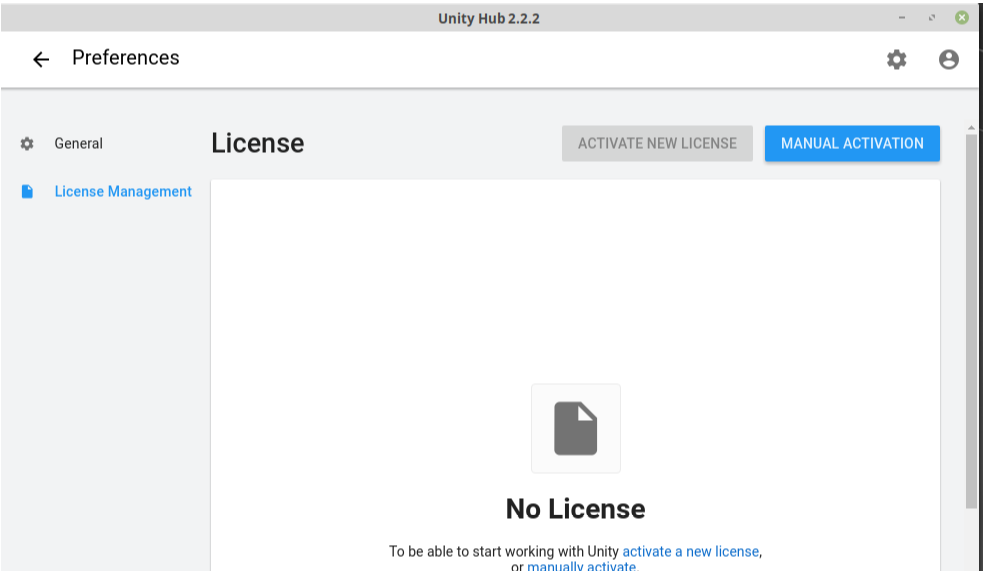 Unity Hub 2.2.2
Preferences
General
License Management
License
ACTIVATE NEW LICENSE
MANUAL ACTIVATION
No License
To be able to start working with Unity activate a new license,
or manually activate.